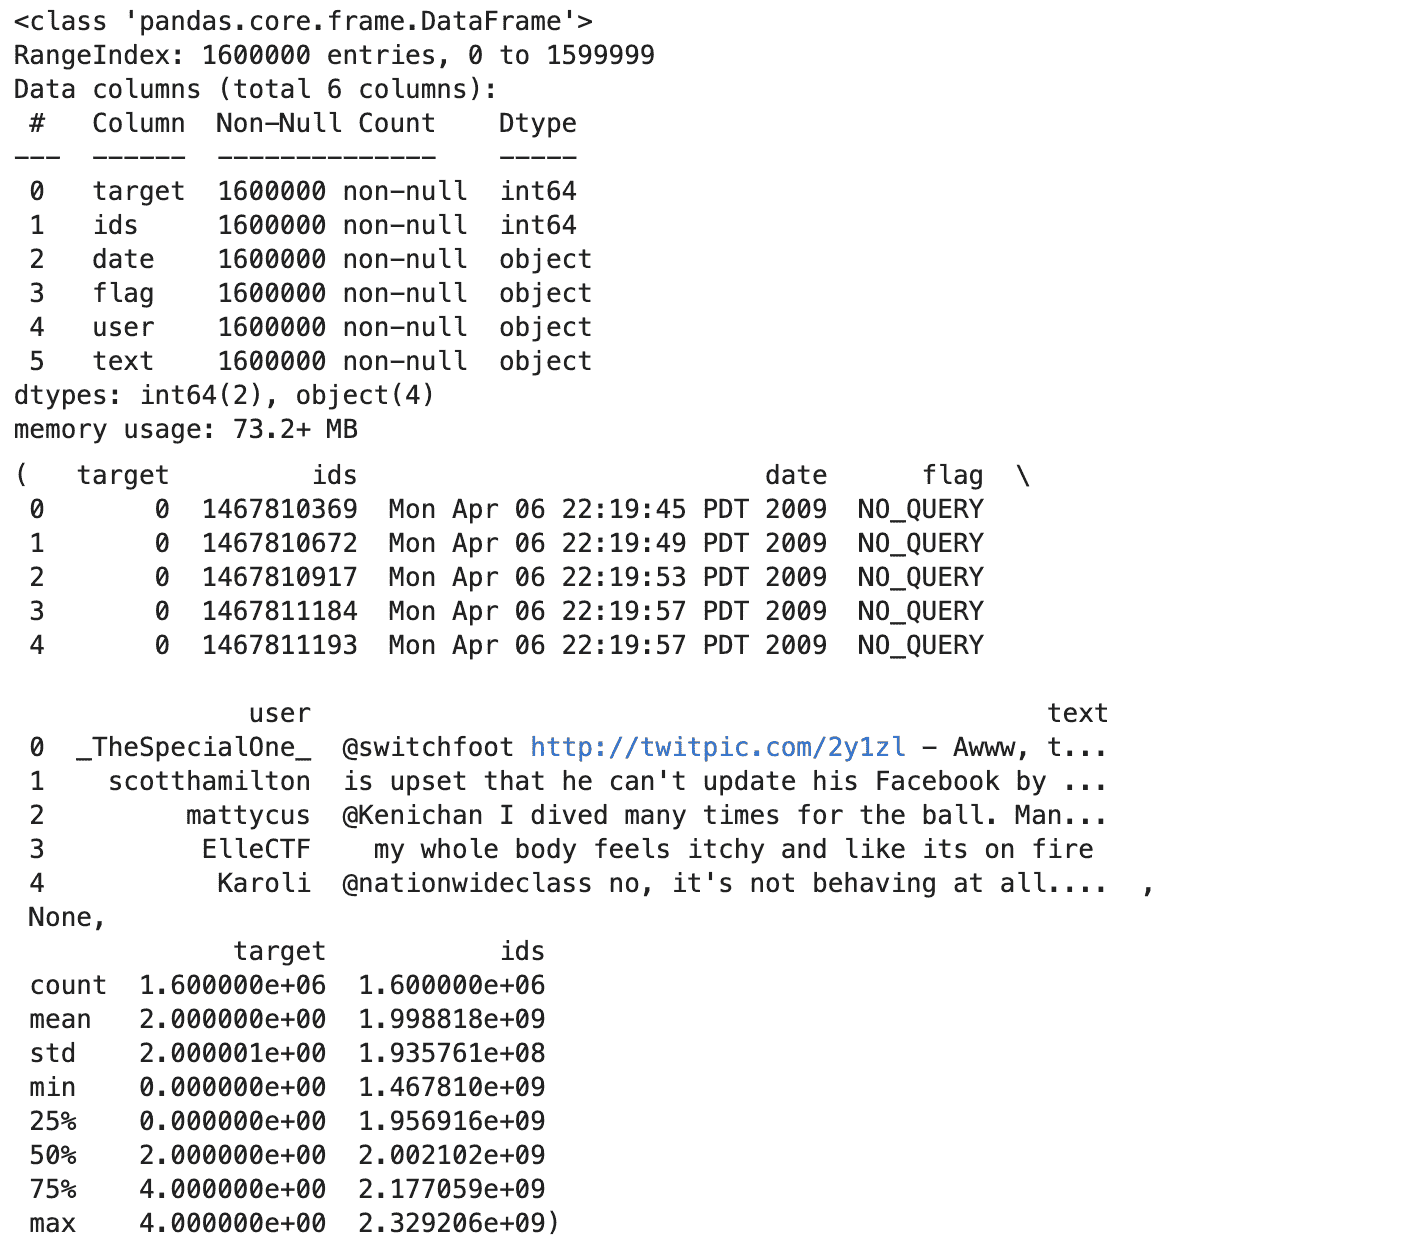 <class 'pandas.core.frame.DataFrame'>
RangeIndex: 1600000 entries, 0 to 1599999
Data columns (total 6 columns):
 #   Column  Non-Null Count    Dtype
---  ------  --------------    -----
 0   target  1600000 non-null  int64
 1   ids     1600000 non-null  int64
 2   date    1600000 non-null  object
 3   flag    1600000 non-null  object
 4   user    1600000 non-null  object
 5   text    1600000 non-null  object
dtypes: int64(2), object(4)
memory usage: 73.2+ MB
(   target         ids                          date      flag  \
 0       0  1467810369  Mon Apr 06 22:19:45 PDT 2009  NO_QUERY
 1       0  1467810672  Mon Apr 06 22:19:49 PDT 2009  NO_QUERY
 2       0  1467810917  Mon Apr 06 22:19:53 PDT 2009  NO_QUERY
 3       0  1467811184  Mon Apr 06 22:19:57 PDT 2009  NO_QUERY
 4       0  1467811193  Mon Apr 06 22:19:57 PDT 2009  NO_QUERY
               user                                               text
 0  _TheSpecialOne_  @switchfoot http://twitpic.com/2y1zl - Awww, t...
 1    scotthamilton  is upset that he can't update his Facebook by ...
 2         mattycus  @Kenichan I dived many times for the ball. Man...
 3          ElleCTF    my whole body feels itchy and like its on fire
 4           Karoli  @nationwideclass no, it's not behaving at all....  ,
 None,
              target           ids
 count  1.600000e+06  1.600000e+06
 mean   2.000000e+00  1.998818e+09
 std    2.000001e+00  1.935761e+08
 min    0.000000e+00  1.467810e+09
 25%    0.000000e+00  1.956916e+09
 50%    2.000000e+00  2.002102e+09
 75%    4.000000e+00  2.177059e+09
 max    4.000000e+00  2.329206e+09)